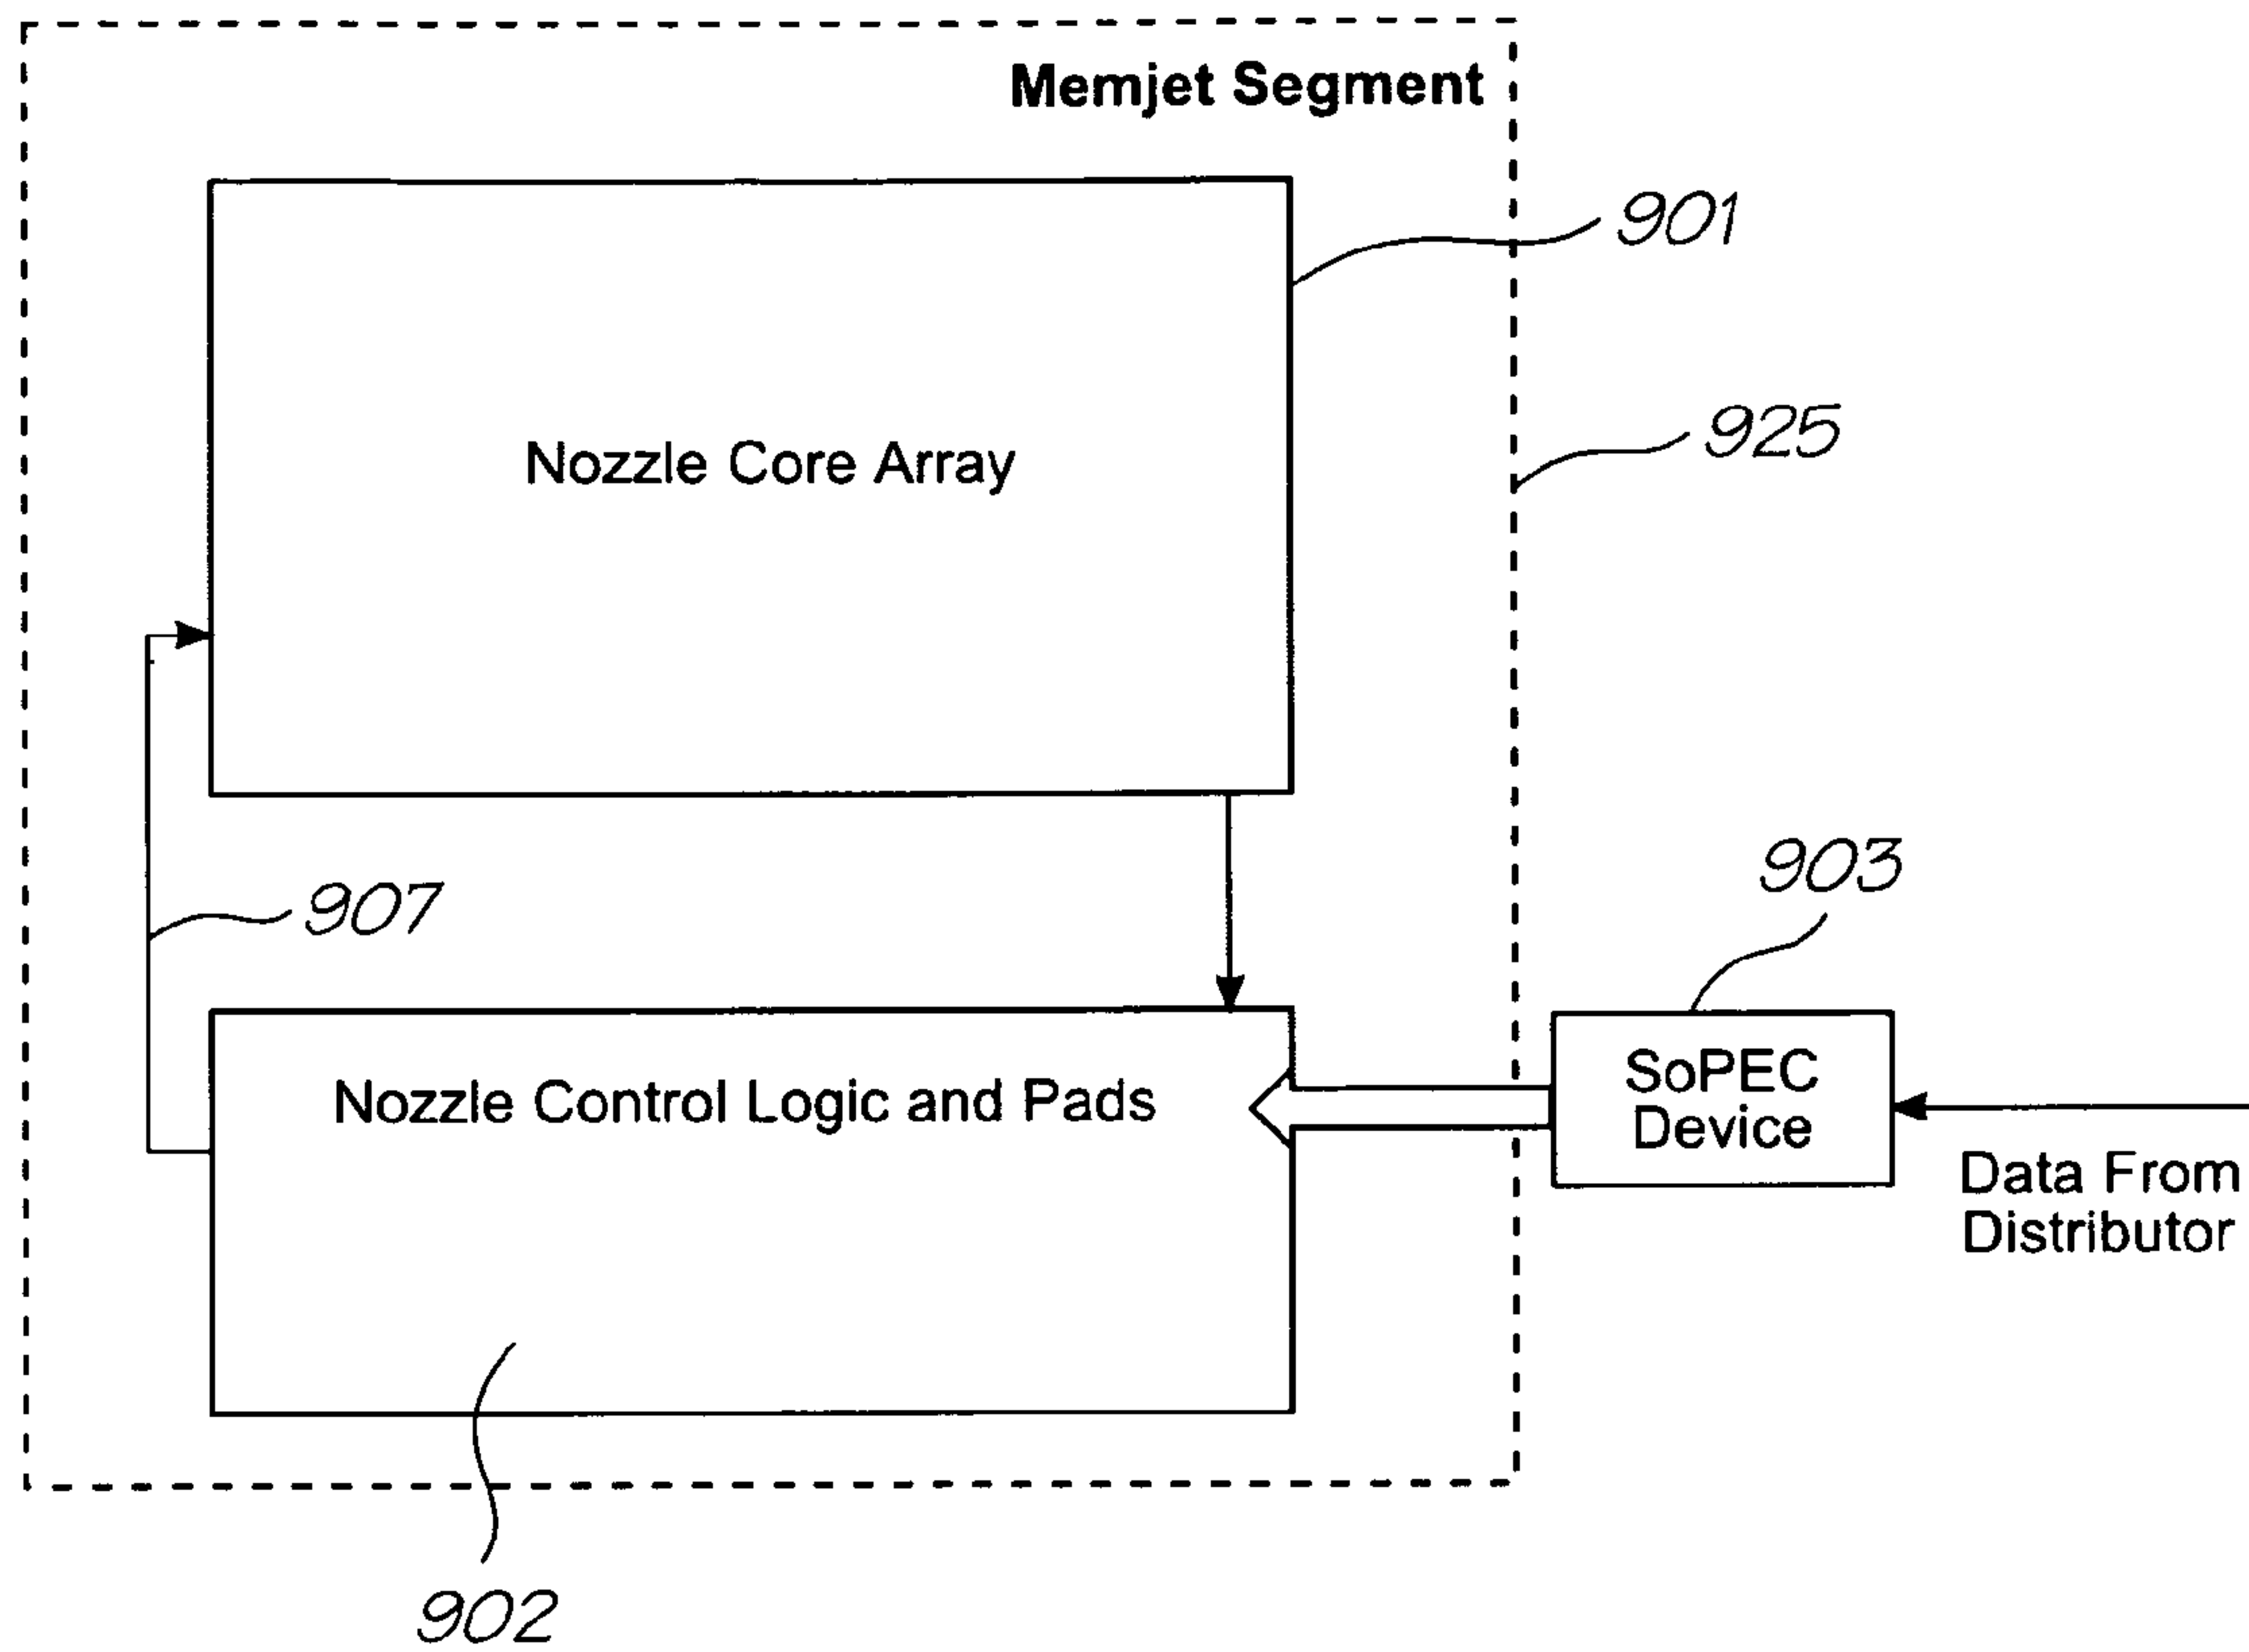 Memjet Segment
901
Nozzle Core Array
925
903
907
SoPEC
Device
Nozzle Control Logic and Pads
Data From
Distributor
902